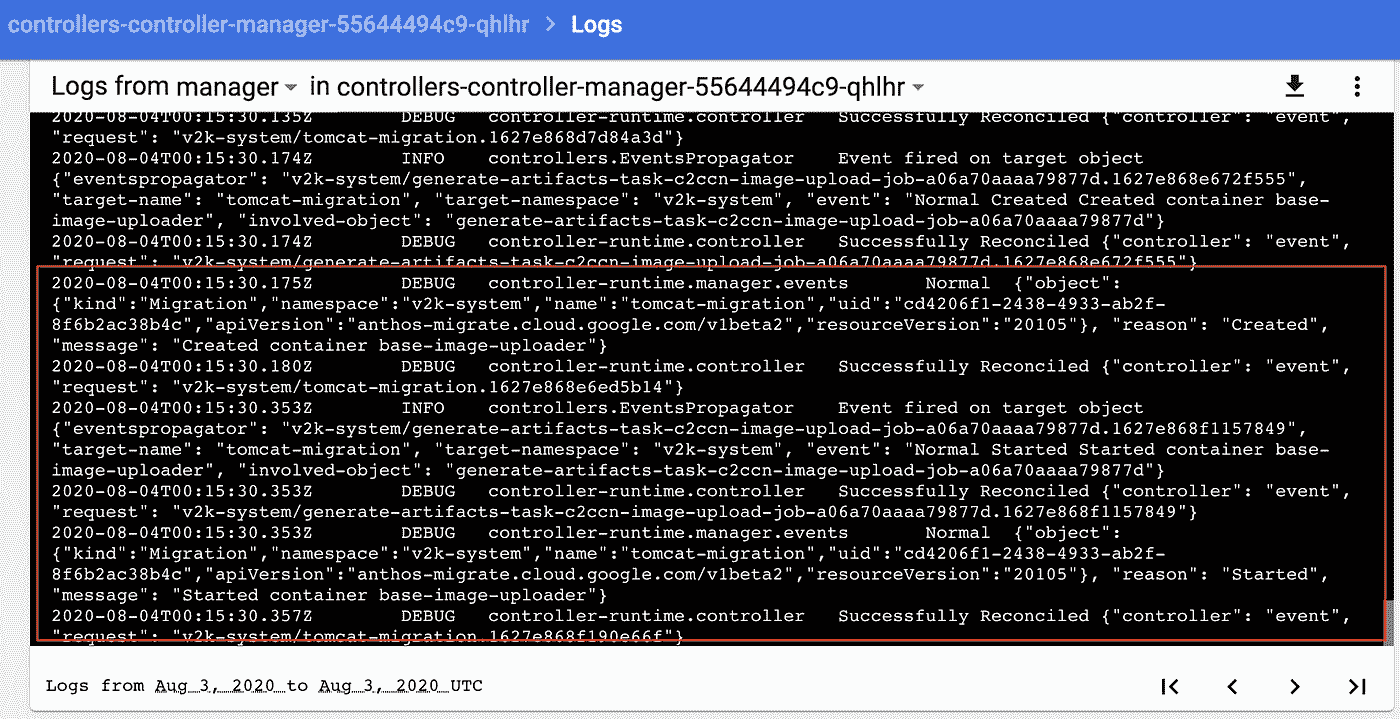 controllers-controller-manager-55644494c9-qhlhr > Logs
Logs from manager in controllers-controller-manager-55644494c9-qhlhr
2020-08-04T00:15:30.135Z DEBUG controller-runtime.controller Successfully Reconciled {"controller": "event",
"request": "v2k-system/tomcat-migration.1627e868d7d84a3d"}
2020-08-04T00:15:30.174Z INFO controllers.EventsPropagator Event fired on target object
{"eventspropagator": "v2k-system/generate-artifacts-task-c2ccn-image-upload-job-a06a70aaaa79877d.1627e868e672f555",
"target-name": "tomcat-migration", "target-namespace": "v2k-system", "event": "Normal Created Created container base-
image-uploader", "involved-object": "generate-artifacts-task-c2ccn-image-upload-job-a06a70aaaa79877d"}
2020-08-04T00:15:30.174Z DEBUG controller-runtime.controller Successfully Reconciled {"controller": "event",
"request": "v2k-system/generate-artifacts-task-c2ccn-image-upload-job-a06a70aaaa79877d.1627e868e672f555"}
2020-08-04T00:15:30.175Z DEBUG controller-runtime.manager.events Normal {"object":
{"kind":"Migration","namespace":"v2k-system","name":"tomcat-migration","uid":"cd4206f1-2438-4933-ab2f-
8f6b2ac38b4c","apiVersion":"anthos-migrate.cloud.google.com/v1beta2","resourceVersion":"20105"}, "reason": "Created",
"message": "Created container base-image-uploader"}
2020-08-04T00:15:30.180Z DEBUG controller-runtime.controller Successfully Reconciled {"controller": "event",
"request": "v2k-system/tomcat-migration.1627e868e6ed5b14"}
2020-08-04T00:15:30.353Z INFO controllers.EventsPropagator Event fired on target object
{"eventspropagator": "v2k-system/generate-artifacts-task-c2ccn-image-upload-job-a06a70aaaa79877d.1627e868f1157849",
"target-name": "tomcat-migration", "target-namespace": "v2k-system", "event": "Normal Started Started container base-
image-uploader", "involved-object": "generate-artifacts-task-c2ccn-image-upload-job-a06a70aaaa79877d"}
2020-08-04T00:15:30.353Z DEBUG controller-runtime.controller Successfully Reconciled {"controller": "event",
"request": "v2k-system/generate-artifacts-task-c2ccn-image-upload-job-a06a70aaaa79877d.1627e868f1157849"}
2020-08-04T00:15:30.353Z DEBUG controller-runtime.manager.events Normal {"object":
{"kind":"Migration","namespace":"v2k-system","name":"tomcat-migration","uid":"cd4206f1-2438-4933-ab2f-
8f6b2ac38b4c","apiVersion":"anthos-migrate.cloud.google.com/v1beta2","resourceVersion":"20105"}, "reason": "Started",
"message": "Started container base-image-uploader"}
2020-08-04T00:15:30.357Z DEBUG controller-runtime.controller Successfully Reconciled {"controller": "event",
"request": "v2k-system/tomcat-migration.1627e868f190e66f"}
Logs from Aug 3, 2020 to Aug 3, 2020 UTC